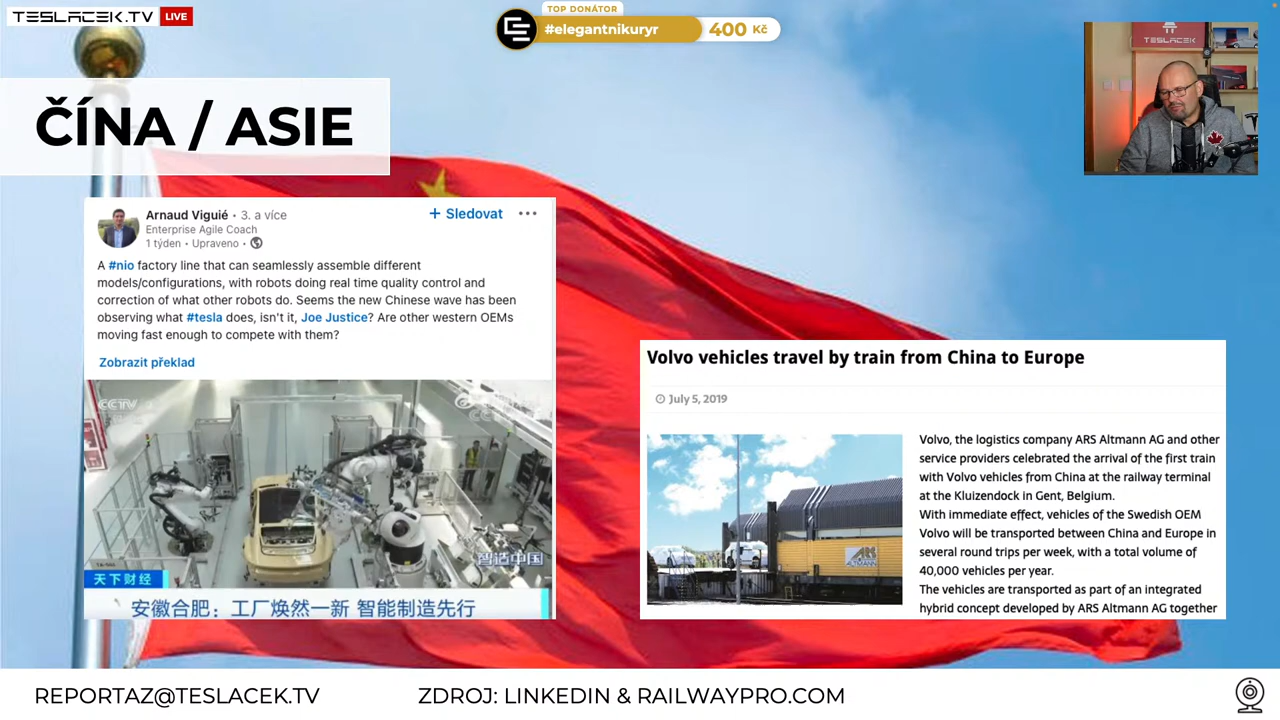 TESLACEK.TV LIVE
TOP DONÁTOR
#elegantnikuryr 400 Kč
TESLACEK
ČÍNA / ASIE
Arnaud Viguié • 3. a více
+ Sledovat
Enterprise Agile Coach
1 týden • Upraveno •
A #nio factory line that can seamlessly assemble different
models/configurations, with robots doing real time quality control and
correction of what other robots do. Seems the new Chinese wave has been
observing what #tesla does, isn't it, Joe Justice? Are other western OEMs
moving fast enough to compete with them?
Zobrazit překlad
CCTV
CCTV
智造中国
天下财经
安徽合肥：工厂焕然一新 智能制造先行
Volvo vehicles travel by train from China to Europe
July 5, 2019
Volvo, the logistics company ARS Altmann AG and other
service providers celebrated the arrival of the first train
with Volvo vehicles from China at the railway terminal
at the Kluizendock in Gent, Belgium.
With immediate effect, vehicles of the Swedish OEM
Volvo will be transported between China and Europe in
several round trips per week, with a total volume of
40,000 vehicles per year.
The vehicles are transported as part of an integrated
hybrid concept developed by ARS Altmann AG together
REPORTAZ@TESLACEK.TV
ZDROJ: LINKEDIN & RAILWAYPRO.COM